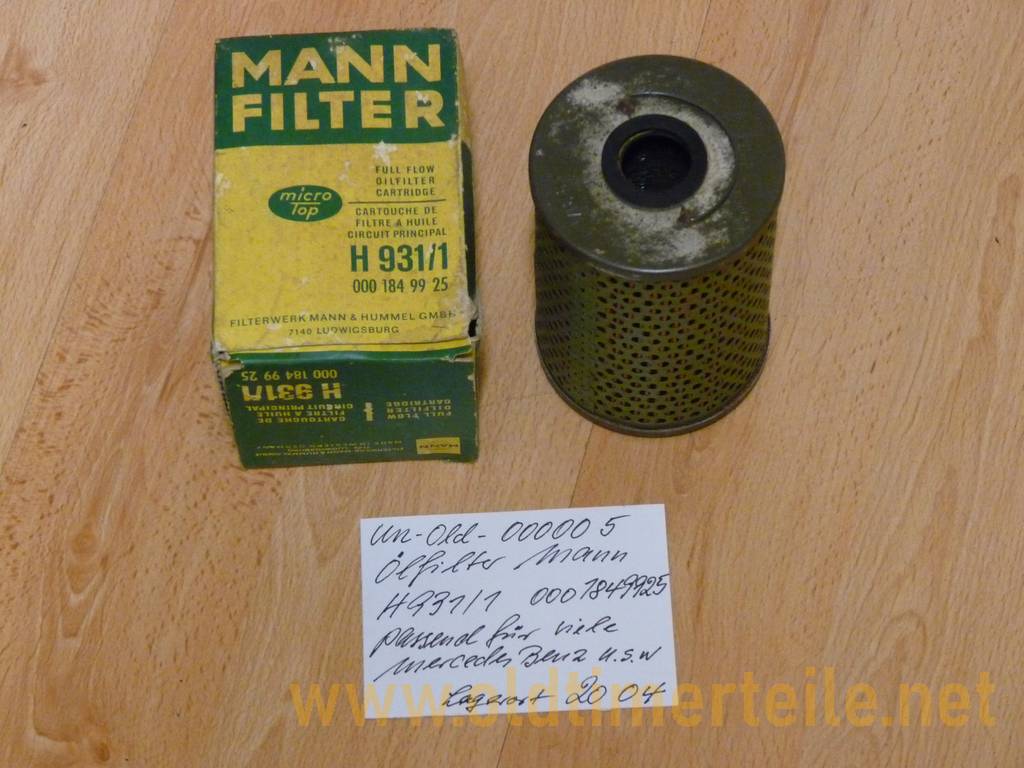 MANN
FILTER
micro
Top
FULL FLOW
OILFILTER
CARTRIDGE
CARTOUCHE DE
FILTRE A HUILE
CIRCUIT PRINCIPAL
H 931/1
000 184 99 25
FILTERWERK MANN & HUMMEL GMBH
7140 LUDWIGSBURG
FULL FLOW
OILFILTER
CARTRIDGE
CARTOUCHE DE
FILTRE A HUILE
CIRCUIT PRINCIPAL
H 931/1
000 184 99 25
MANN
Un-Old-000005
Ölfilter Mann
H931/1 0001849925
passend für viele
Mercedes Benz u.s.w
Lagerort 20 04
www.oldtimerteile.net